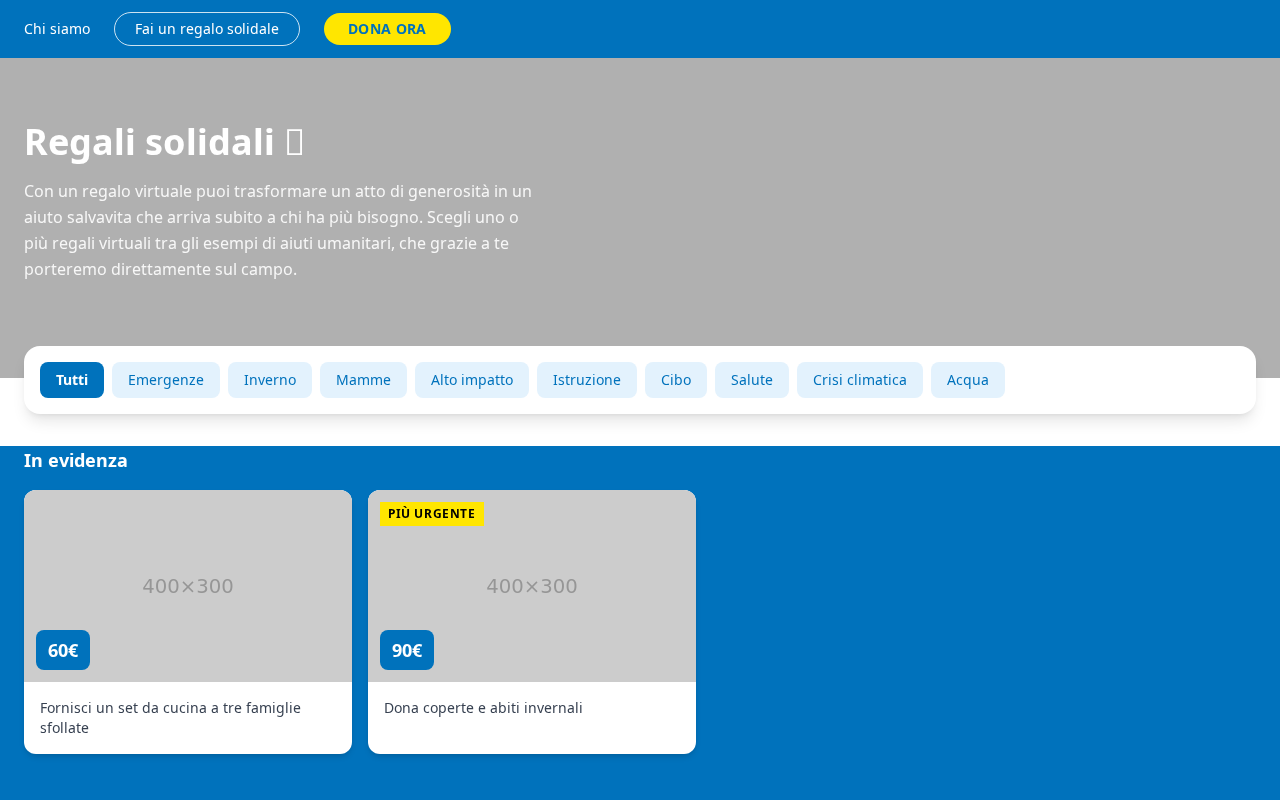 Chi siamo
Fai un regalo solidale
DONA ORA
Regali solidali
Con un regalo virtuale puoi trasformare un atto di generosità in un
aiuto salvavita che arriva subito a chi ha più bisogno. Scegli uno o
più regali virtuali tra gli esempi di aiuti umanitari, che grazie a te
porteremo direttamente sul campo.
Tutti
Emergenze
Inverno
Mamme
Alto impatto
Istruzione
Cibo
Salute
Crisi climatica
Acqua
In evidenza
400×300
60€
Fornisci un set da cucina a tre famiglie
sfollate
PIÙ URGENTE
400×300
90€
Dona coperte e abiti invernali